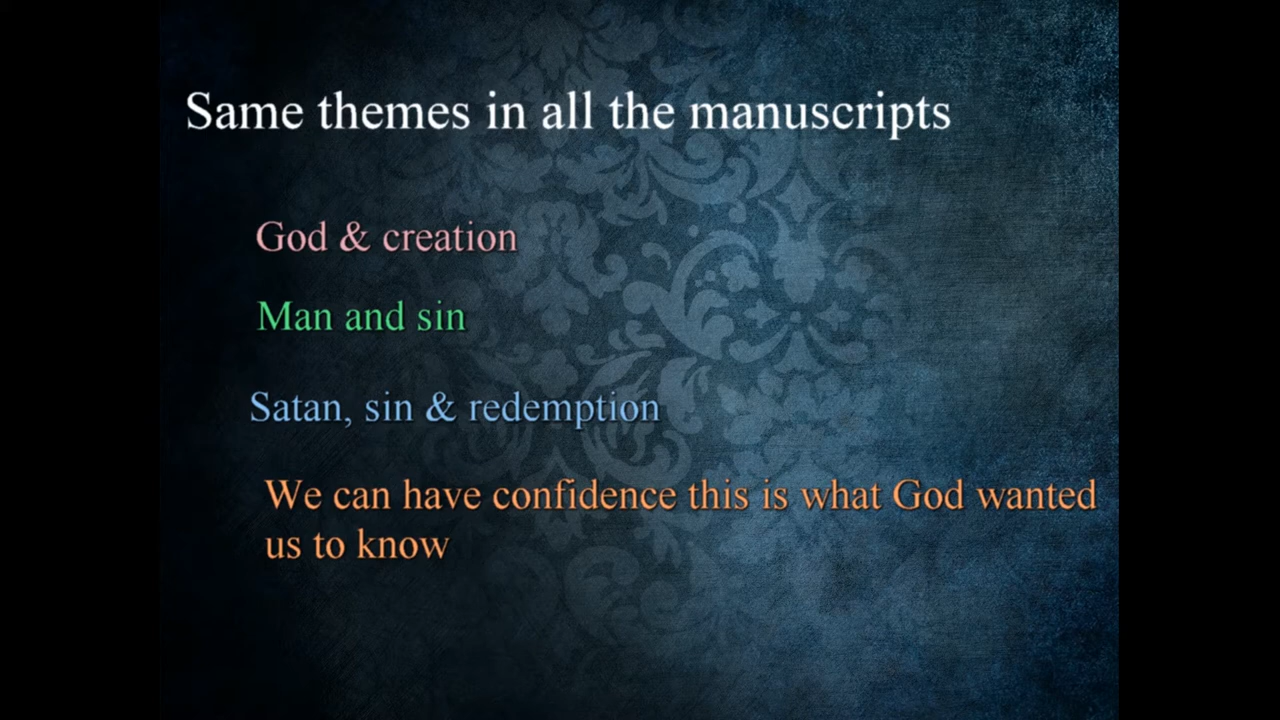 Same themes in all the manuscripts
God & creation
Man and sin
Satan, sin & redemption
We can have confidence this is what God wanted
us to know